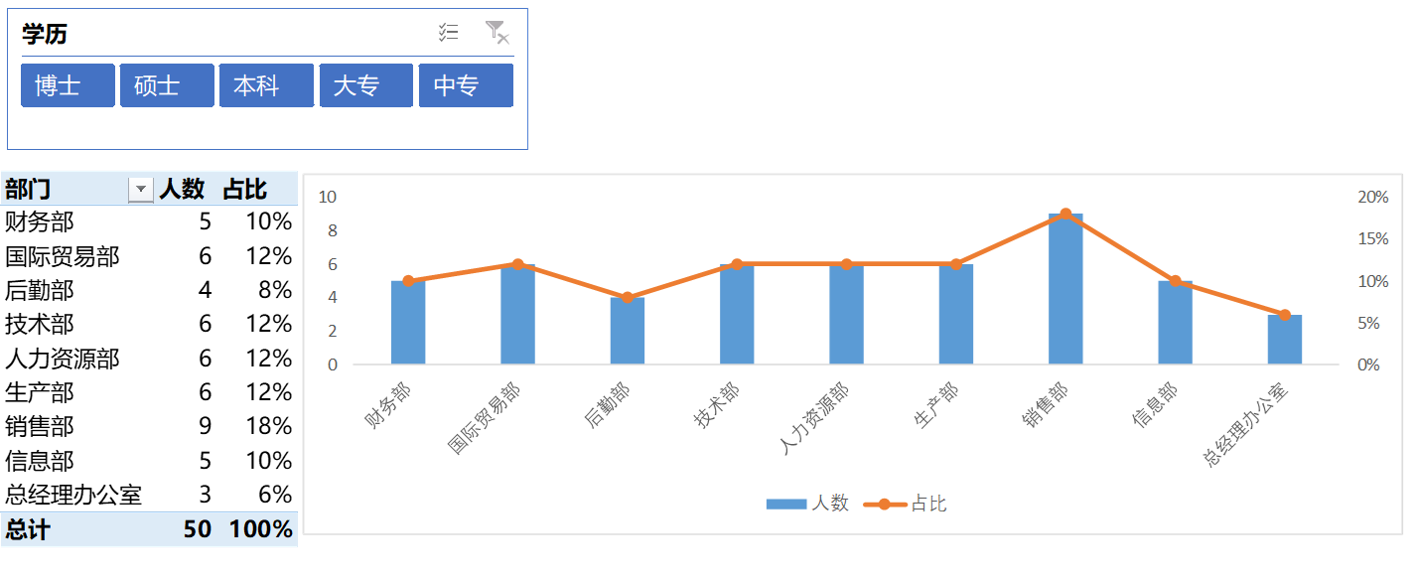 学历
博士 硕士 本科 大专 中专
部门 人数 占比
财务部 5 10%
国际贸易部 6 12%
后勤部 4 8%
技术部 6 12%
人力资源部 6 12%
生产部 6 12%
销售部 9 18%
信息部 5 10%
总经理办公室 3 6%
总计 50 100%
10
8
6
4
2
0
20%
15%
10%
5%
0%
财务部
国际贸易部
后勤部
技术部
人力资源部
生产部
销售部
信息部
总经理办公室
人数 占比